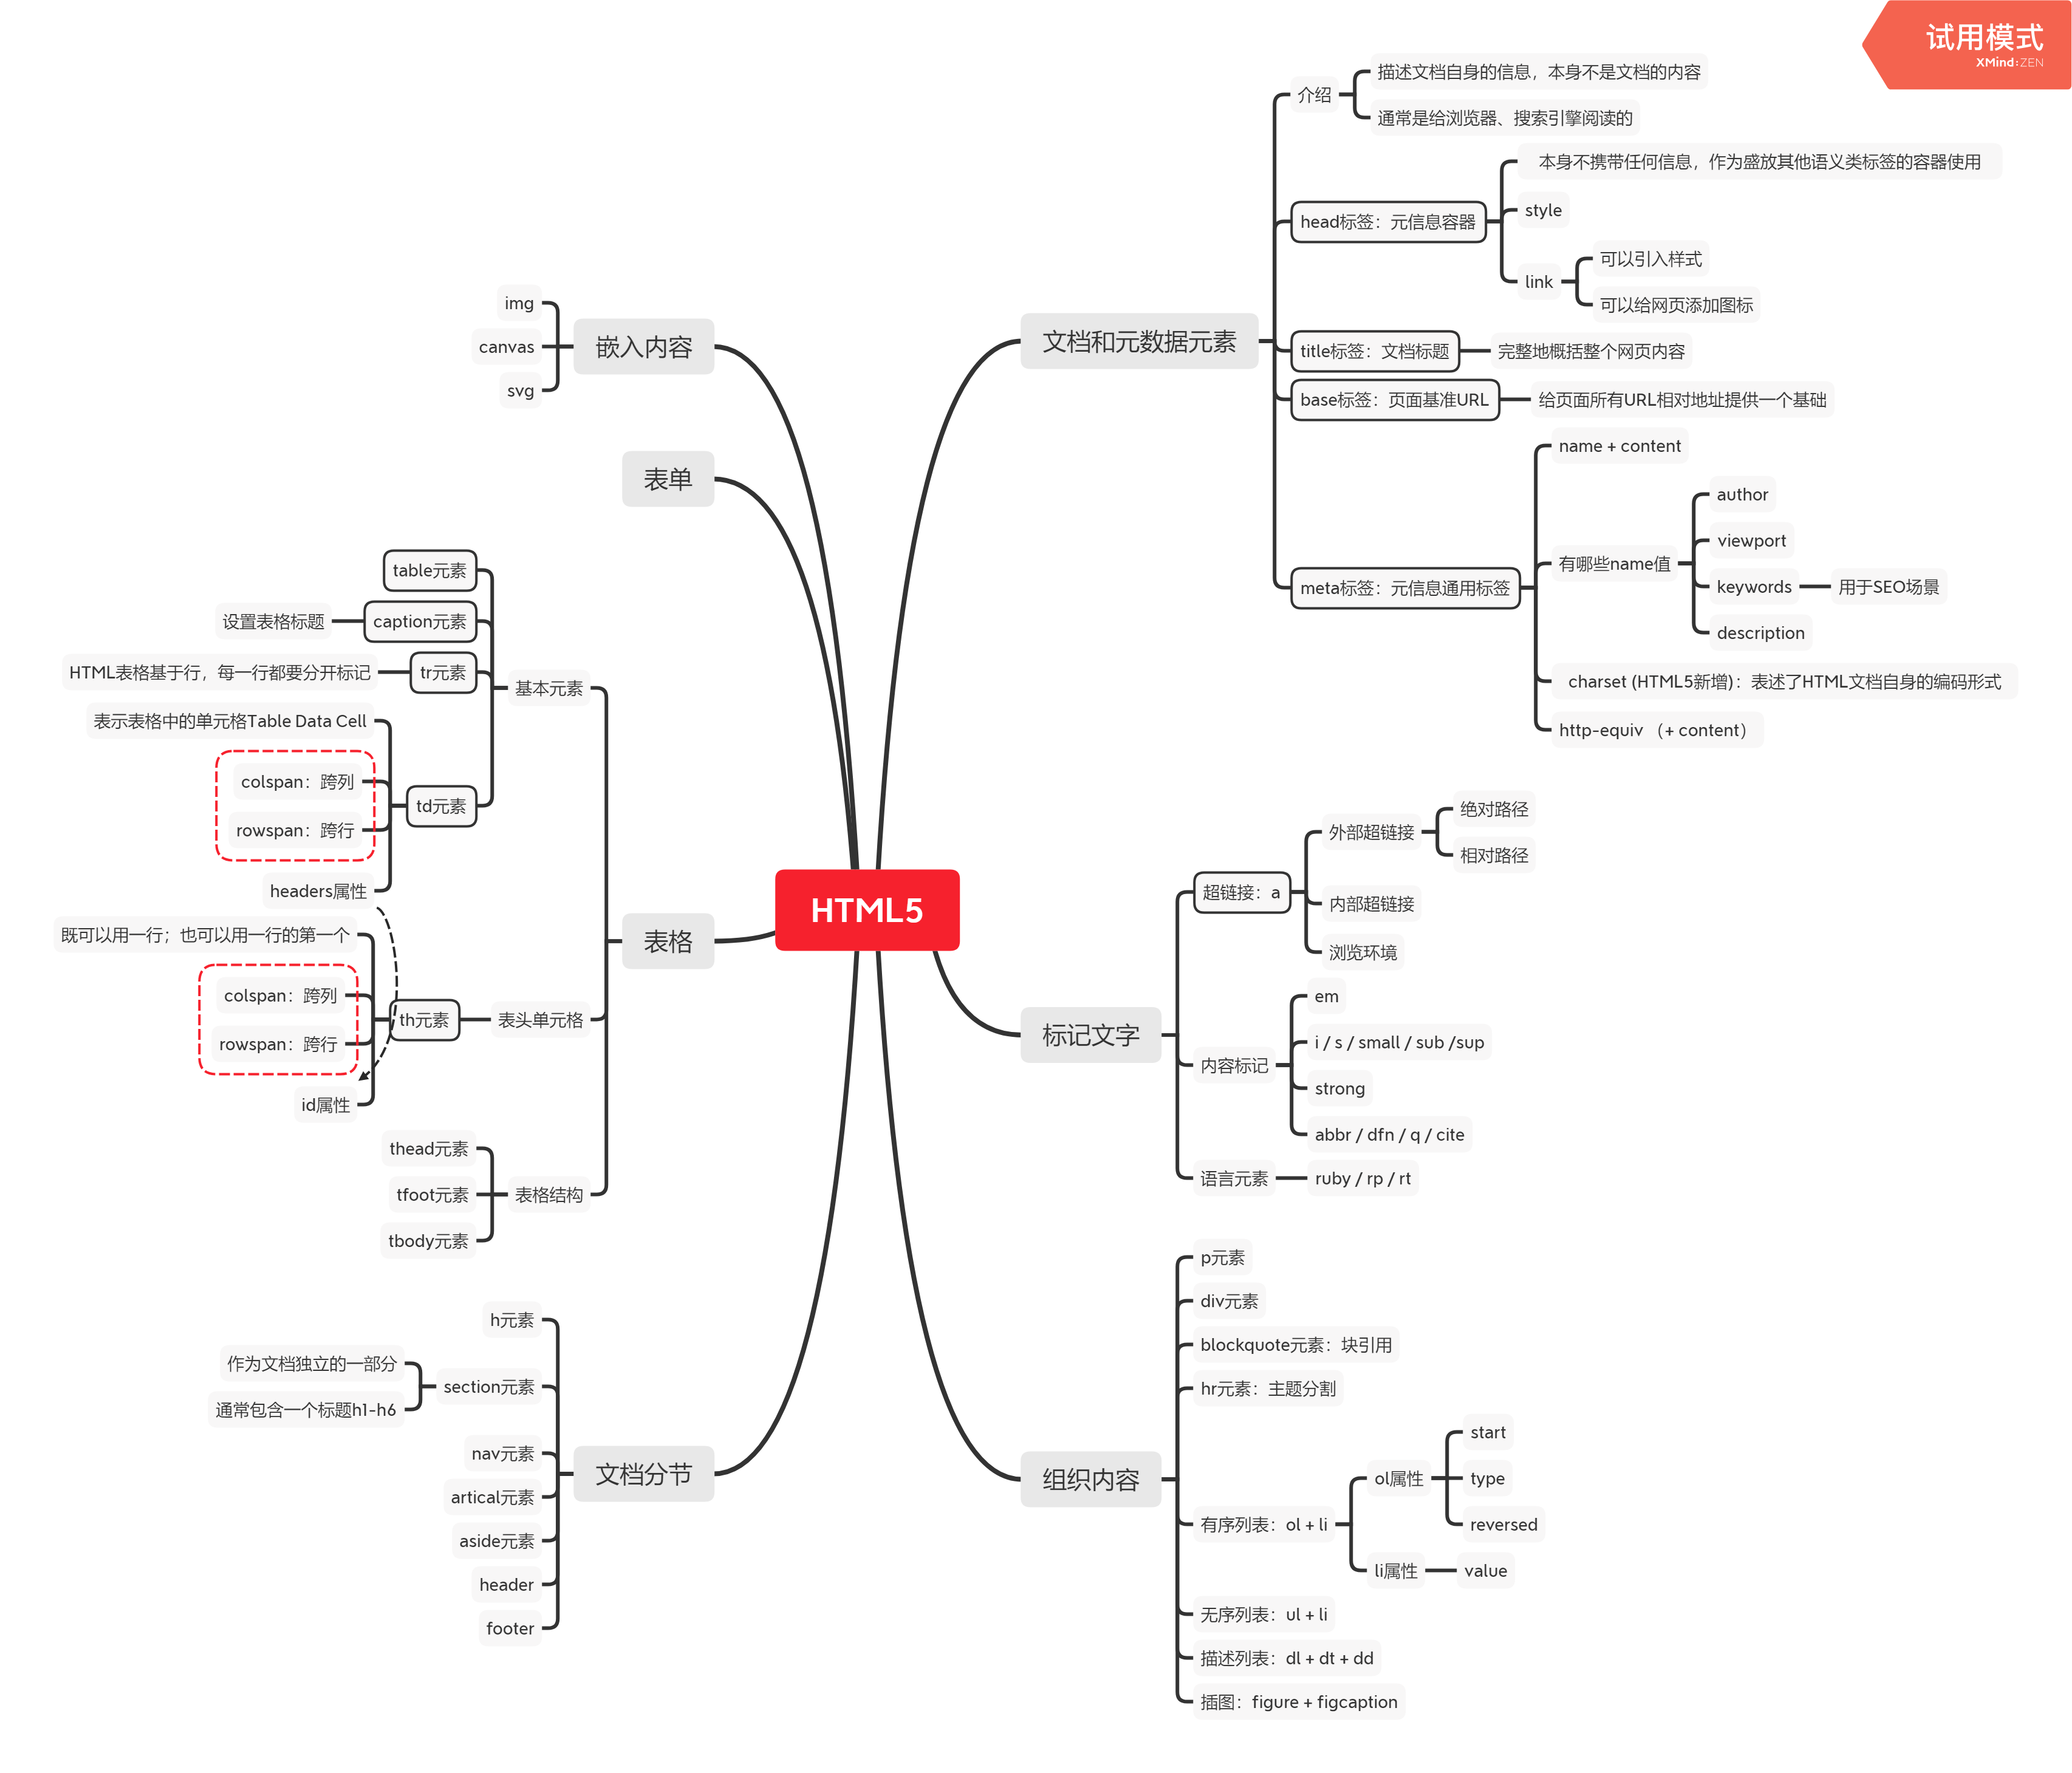 试用模式
XMind:ZEN
HTML5
文档和元数据元素
介绍
描述文档自身的信息，本身不是文档的内容
通常是给浏览器、搜索引擎阅读的
head标签：元信息容器
本身不携带任何信息，作为盛放其他语义类标签的容器使用
style
link
可以引入样式
可以给网页添加图标
title标签：文档标题
完整地概括整个网页内容
base标签：页面基准URL
给页面所有URL相对地址提供一个基础
meta标签：元信息通用标签
name + content
有哪些name值
author
viewport
keywords
用于SEO场景
description
charset (HTML5新增)：表述了HTML文档自身的编码形式
http-equiv （+ content）
标记文字
超链接：a
外部超链接
绝对路径
相对路径
内部超链接
浏览环境
内容标记
em
i / s / small / sub /sup
strong
abbr / dfn / q / cite
语言元素
ruby / rp / rt
组织内容
p元素
div元素
blockquote元素：块引用
hr元素：主题分割
有序列表：ol + li
ol属性
start
type
reversed
li属性
value
无序列表：ul + li
描述列表：dl + dt + dd
插图：figure + figcaption
嵌入内容
img
canvas
svg
表单
表格
基本元素
table元素
caption元素
设置表格标题
tr元素
HTML表格基于行，每一行都要分开标记
td元素
表示表格中的单元格Table Data Cell
colspan：跨列
rowspan：跨行
headers属性
表头单元格
th元素
既可以用一行；也可以用一行的第一个
colspan：跨列
rowspan：跨行
id属性
表格结构
thead元素
tfoot元素
tbody元素
文档分节
h元素
section元素
作为文档独立的一部分
通常包含一个标题h1-h6
nav元素
artical元素
aside元素
header
footer